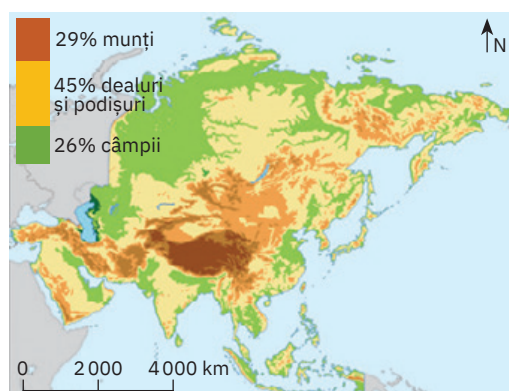 29% munți
45% dealuri
și podișuri
26% câmpii
N
0 2 000 4 000 km